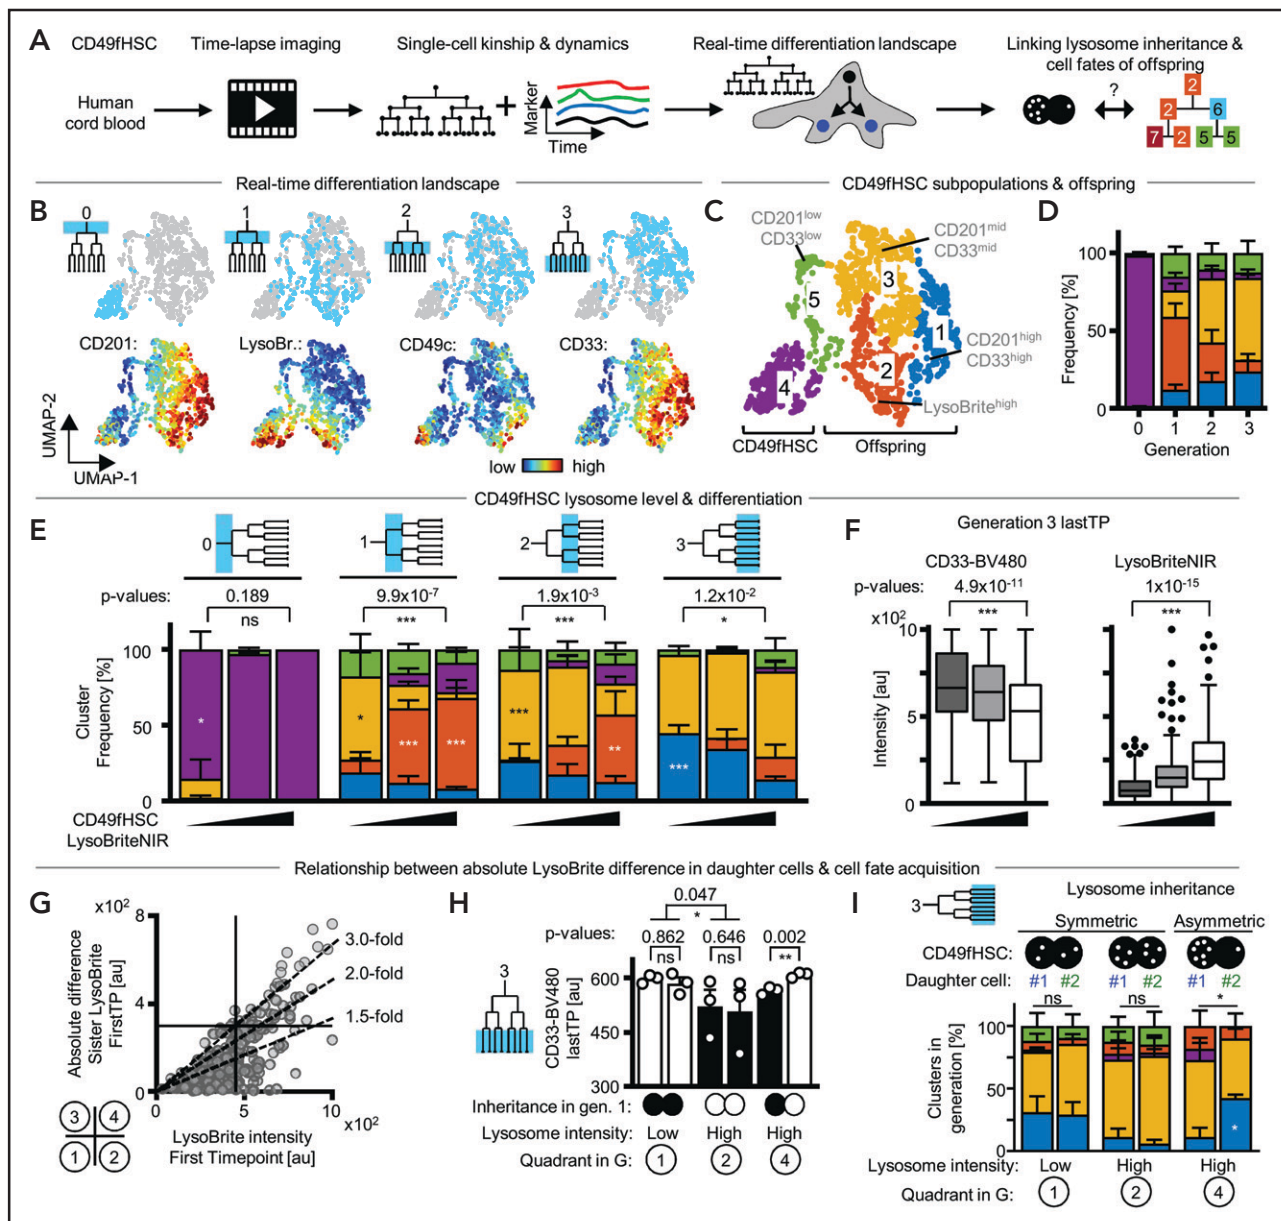 A
CD49fHSC
Time-lapse imaging
Single-cell kinship & dynamics
Real-time differentiation landscape
Linking lysosome inheritance &
cell fates of offspring
Human
cord blood
+
Marker
Time
?
2
2 6
7 2 5 5
Real-time differentiation landscape
CD49fHSC subpopulations & offspring
B
0
1
2
3
CD201:
LysoBr.:
CD49c:
CD33:
UMAP-2
UMAP-1
low
high
C
CD201low
CD33low
CD201mid
CD33mid
3
5
1
CD201high
CD33high
2
4
LysoBritehigh
CD49fHSC
Offspring
D
Frequency [%]
100
50
0
0 1 2 3
Generation
CD49fHSC lysosome level & differentiation
E
0
1
2
3
p-values:
0.189
9.9x10-7
1.9x10-3
1.2x10-2
ns
***
***
*
Cluster
Frequency [%]
100
50
0
*
*
***
***
***
**
***
CD49fHSC
LysoBriteNIR
F
Generation 3 lastTP
CD33-BV480
LysoBriteNIR
p-values:
4.9x10-11
1x10-15
***
***
x10²
Intensity [au]
10
5
0
Relationship between absolute LysoBrite difference in daughter cells & cell fate acquisition
G
x10²
Absolute difference
Sister LysoBrite
FirstTP [au]
8
4
0
3.0-fold
2.0-fold
1.5-fold
0 5 10
x10²
LysoBrite intensity
First Timepoint [au]
3 4
1 2
H
0.047
*
p-values:
0.862
0.646
0.002
ns
ns
**
3
CD33-BV480
lastTP [au]
600
450
300
Inheritance in gen. 1:
Lysosome intensity:
Low High High
Quadrant in G:
1 2 4
I
3
Lysosome inheritance
Symmetric
Asymmetric
CD49fHSC:
Daughter cell:
#1 #2 #1 #2 #1 #2
ns
ns
*
Clusters in
generation [%]
100
50
0
*
Lysosome intensity:
Low High High
Quadrant in G:
1 2 4